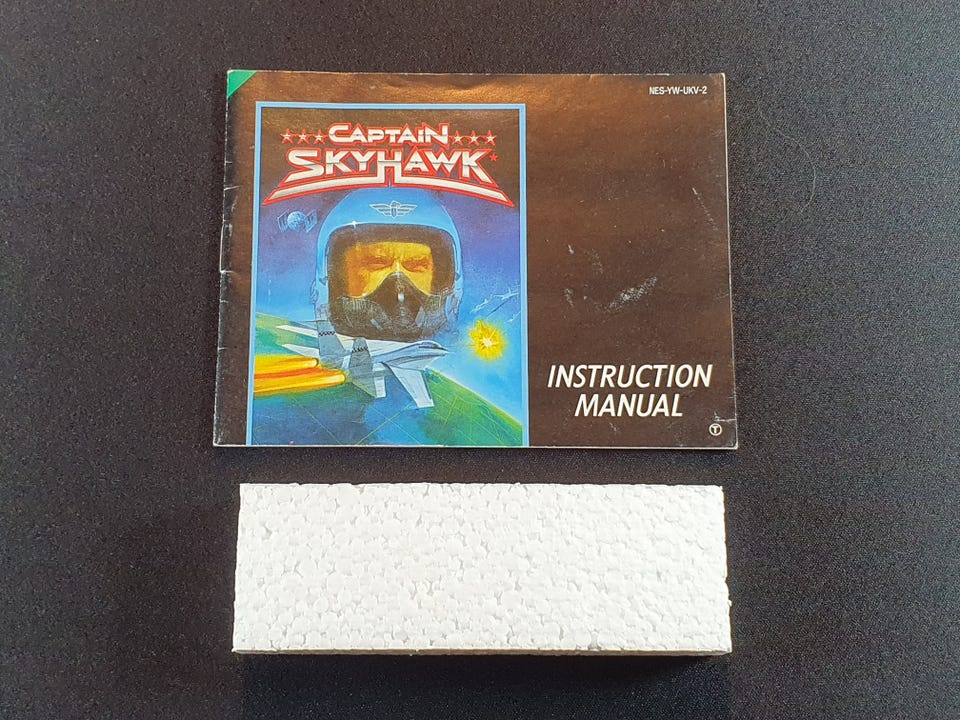 NES-YW-UKV-2
CAPTAIN
SKYHAWK
INSTRUCTION
MANUAL
T